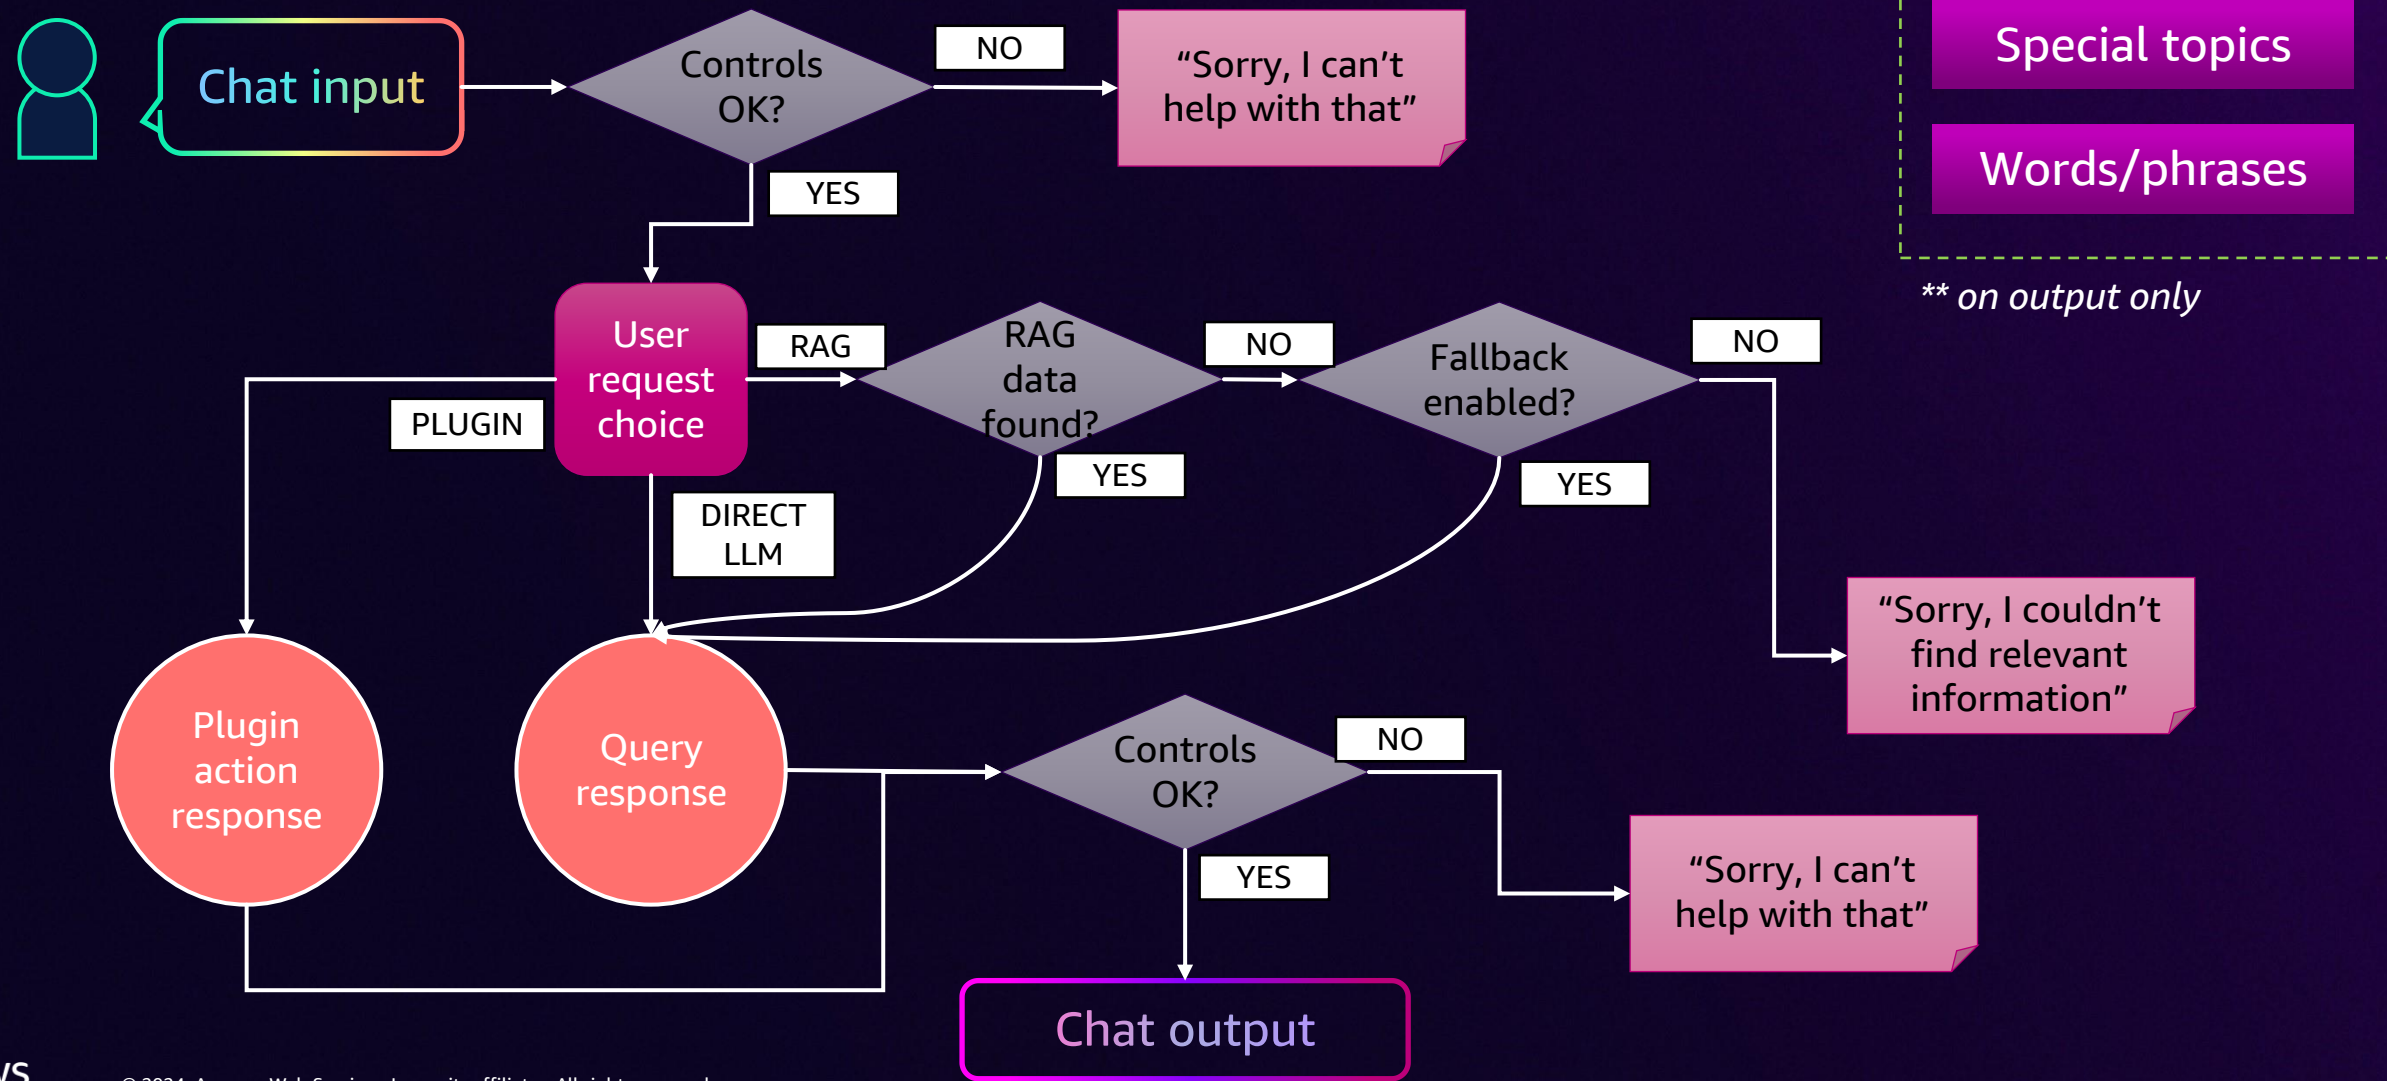 Chat input
Controls
OK?
NO
“Sorry, I can’t
help with that”
YES
Special topics
Words/phrases
** on output only
User
request
choice
RAG
RAG
data
found?
NO
Fallback
enabled?
NO
PLUGIN
YES
YES
DIRECT
LLM
“Sorry, I couldn’t
find relevant
information”
Plugin
action
response
Query
response
Controls
OK?
NO
YES
“Sorry, I can’t
help with that”
Chat output